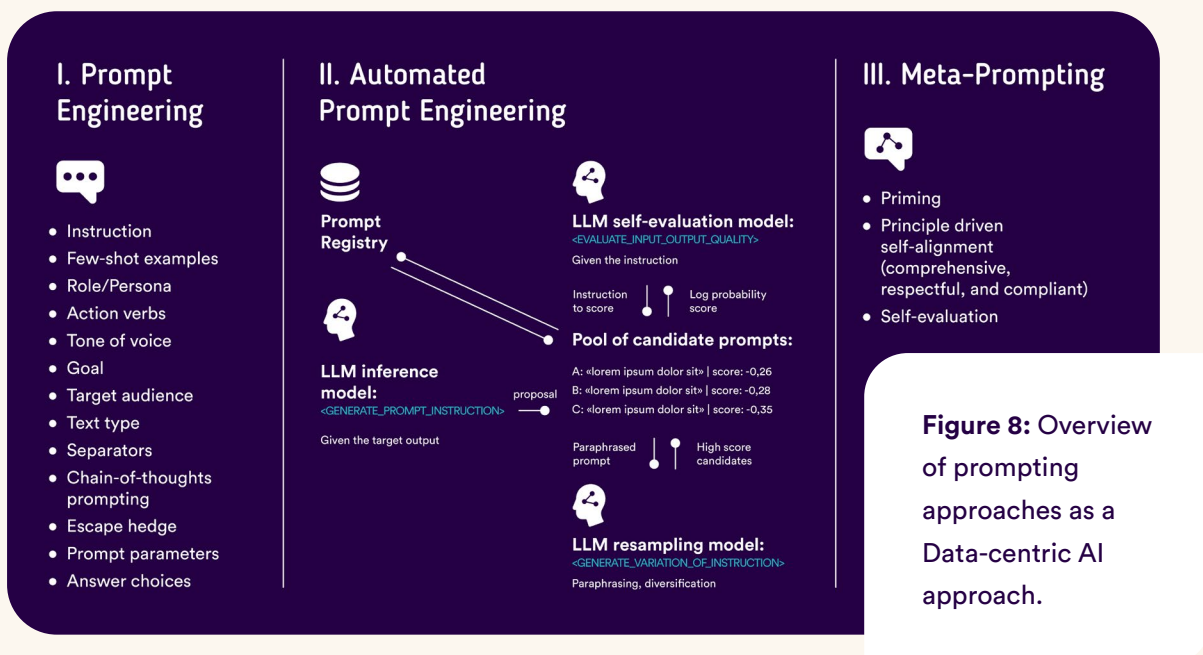 I. Prompt
Engineering
• Instruction
• Few-shot examples
• Role/Persona
• Action verbs
• Tone of voice
• Goal
• Target audience
• Text type
• Separators
• Chain-of-thoughts
prompting
• Escape hedge
• Prompt parameters
• Answer choices
II. Automated
Prompt Engineering
Prompt
Registry
LLM inference
model:
<GENERATE_PROMPT_INSTRUCTION>
Given the target output
proposal
LLM self-evaluation model:
<EVALUATE_INPUT_OUTPUT_QUALITY>
Given the instruction
Instruction
to score
Log probability
score
Pool of candidate prompts:
A: «lorem ipsum dolor sit» | score: -0,26
B: «lorem ipsum dolor sit» | score: -0,28
C: «lorem ipsum dolor sit» | score: -0,35
Paraphrased
prompt
High score
candidates
LLM resampling model:
<GENERATE_VARIATION_OF_INSTRUCTION>
Paraphrasing, diversification
III. Meta-Prompting
• Priming
• Principle driven
self-alignment
(comprehensive,
respectful, and compliant)
• Self-evaluation
Figure 8: Overview
of prompting
approaches as a
Data-centric AI
approach.